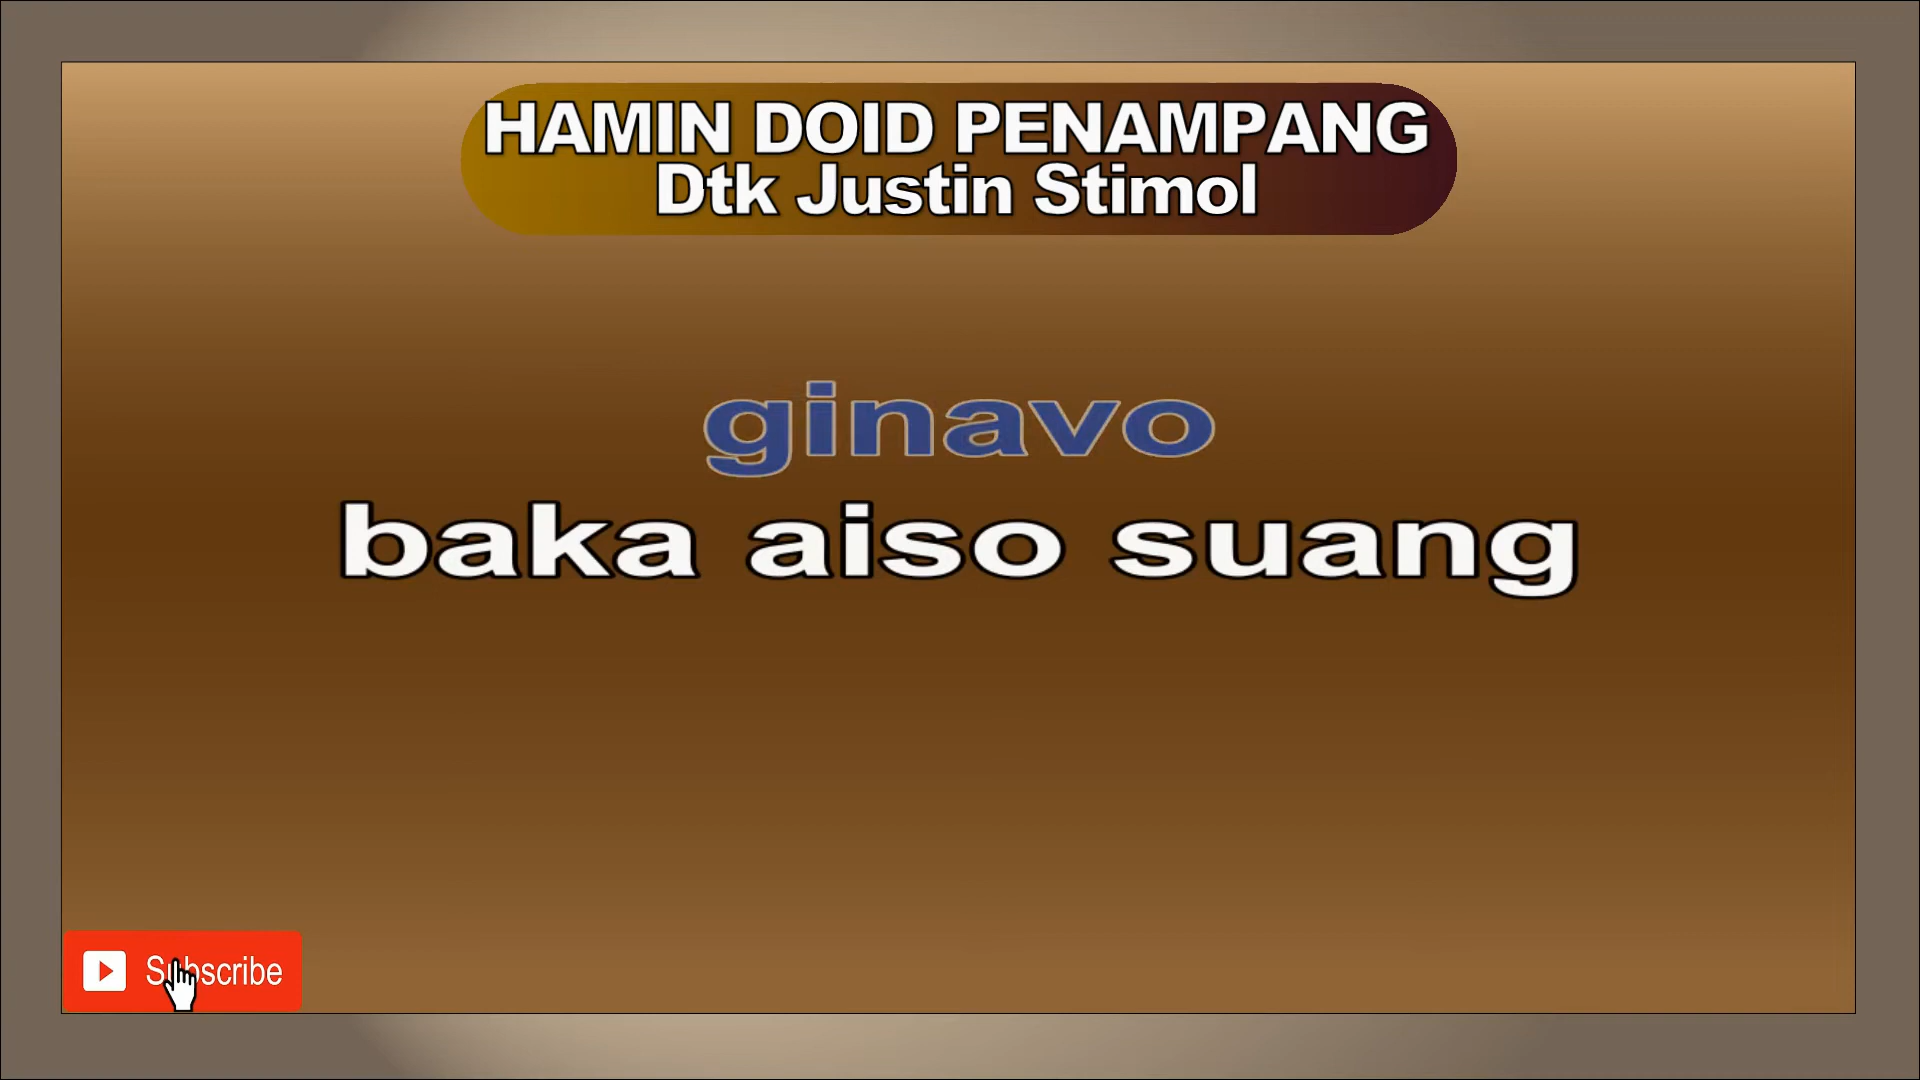 HAMIN DOID PENAMPANG
Dtk Justin Stimol
ginavo
baka aiso suang
Subscribe